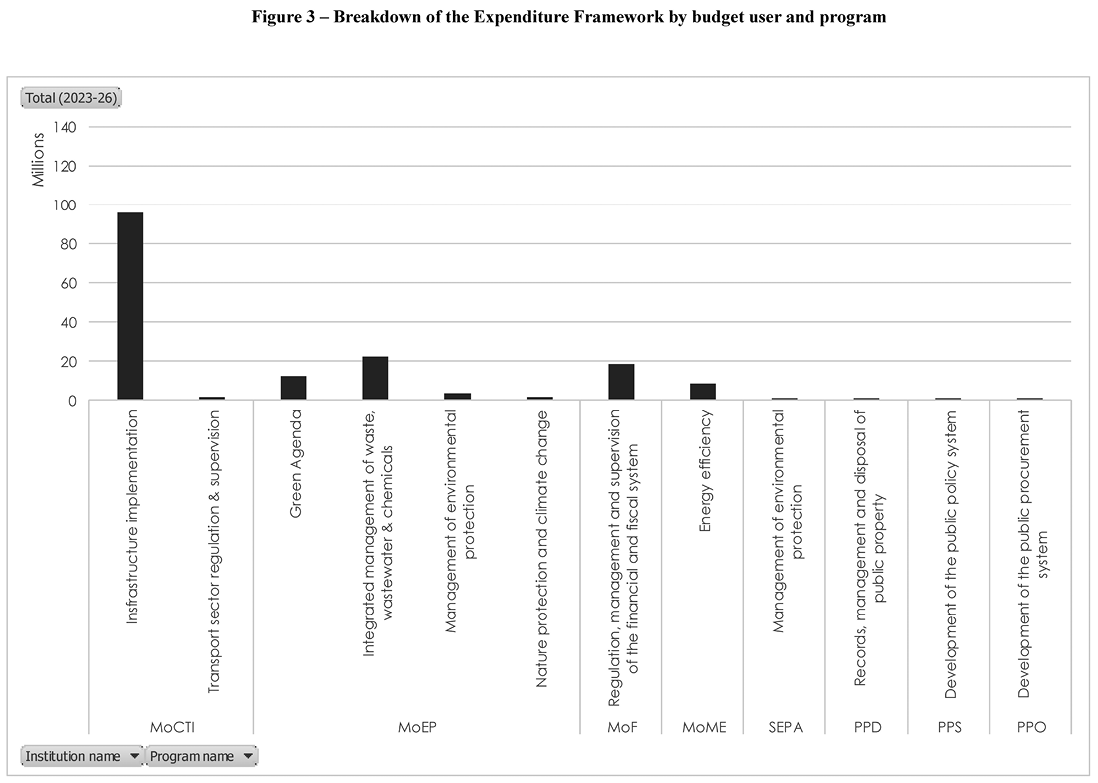 Figure 3 – Breakdown of the Expenditure Framework by budget user and program
Total (2023-26)
Millions
140
120
100
80
60
40
20
0
Insfrastructure implementation
Transport sector regulation & supervision
Green Agenda
Integrated management of waste,
wastewater & chemicals
Management of environmental
protection
Nature protection and climate change
Regulation, management and supervision
of the financial and fiscal system
Energy efficiency
Management of environmental
protection
Records, management and disposal of
public property
Development of the public policy system
Development of the public procurement
system
MoCTI
MoEP
MoF
MoME
SEPA
PPD
PPS
PPO
Institution name
Program name